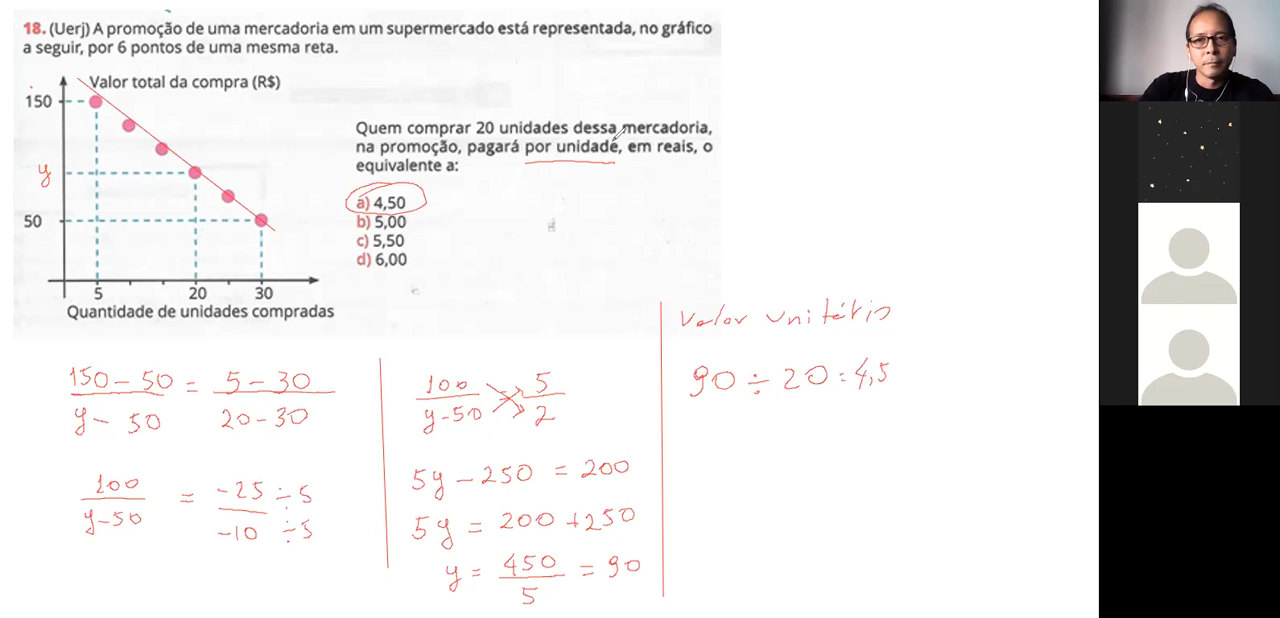 18. (Uerj) A promoção de uma mercadoria em um supermercado está representada, no gráfico
a seguir, por 6 pontos de uma mesma reta.
Valor total da compra (R$)
150
y
50
5 20 30
Quantidade de unidades compradas
Quem comprar 20 unidades dessa mercadoria,
na promoção, pagará por unidade, em reais, o
equivalente a:
a) 4,50
b) 5,00
c) 5,50
d) 6,00
150 - 50 = 5 - 30
y - 50 20 - 30
100 = -25 ÷5
y-50 -10 ÷5
100 5
y-50 2
5y - 250 = 200
5y = 200 + 250
y = 450 = 90
5
valor unitário
90 ÷ 20 = 4,5